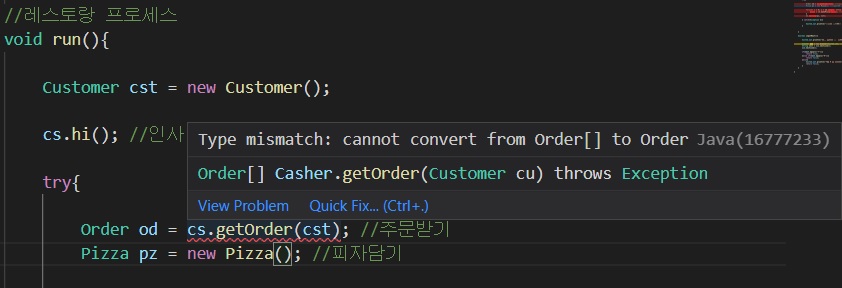 //레스토랑 프로세스
void run(){
Customer cst = new Customer();
cs.hi(); //인사
Type mismatch: cannot convert from Order[] to Order Java(16777233)
Order[] Casher.getOrder(Customer cu) throws Exception
View Problem Quick Fix... (Ctrl+.)
try{
Order od = cs.getOrder(cst); //주문받기
Pizza pz = new Pizza(); //피자담기